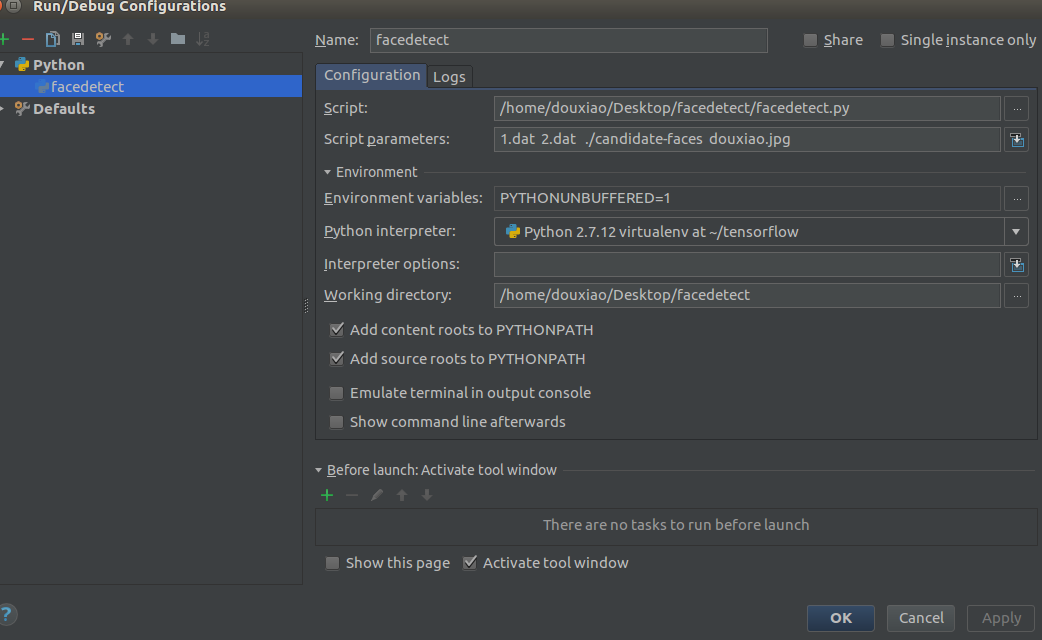 Run/Debug Configurations
Name: facedetect Share Single instance only
Python
facedetect
Defaults
Configuration Logs
Script: /home/douxiao/Desktop/facedetect/facedetect.py ...
Script parameters: 1.dat 2.dat ./candidate-faces douxiao.jpg
Environment
Environment variables: PYTHONUNBUFFERED=1 ...
Python interpreter: Python 2.7.12 virtualenv at ~/tensorflow
Interpreter options:
Working directory: /home/douxiao/Desktop/facedetect ...
Add content roots to PYTHONPATH
Add source roots to PYTHONPATH
Emulate terminal in output console
Show command line afterwards
Before launch: Activate tool window
There are no tasks to run before launch
Show this page Activate tool window
? OK Cancel Apply